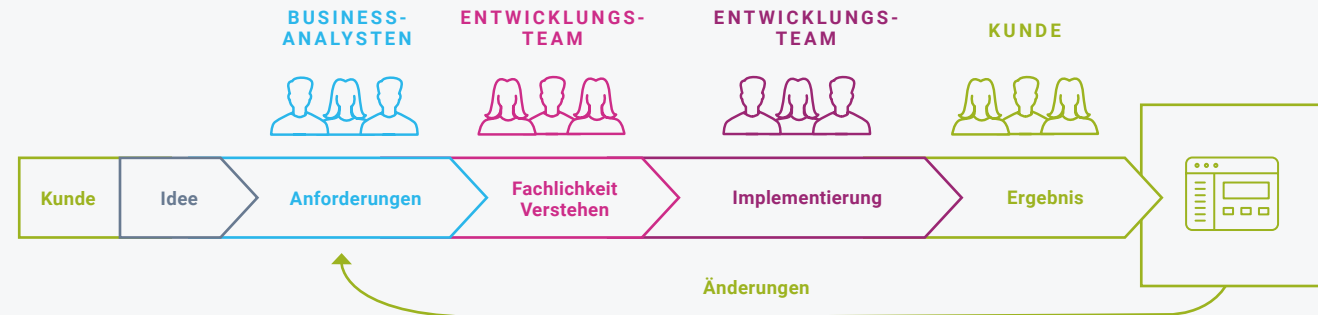 BUSINESS-
ANALYSTEN
ENTWICKLUNGS-
TEAM
ENTWICKLUNGS-
TEAM
KUNDE
Kunde
Idee
Anforderungen
Fachlichkeit
Verstehen
Implementierung
Ergebnis
Änderungen